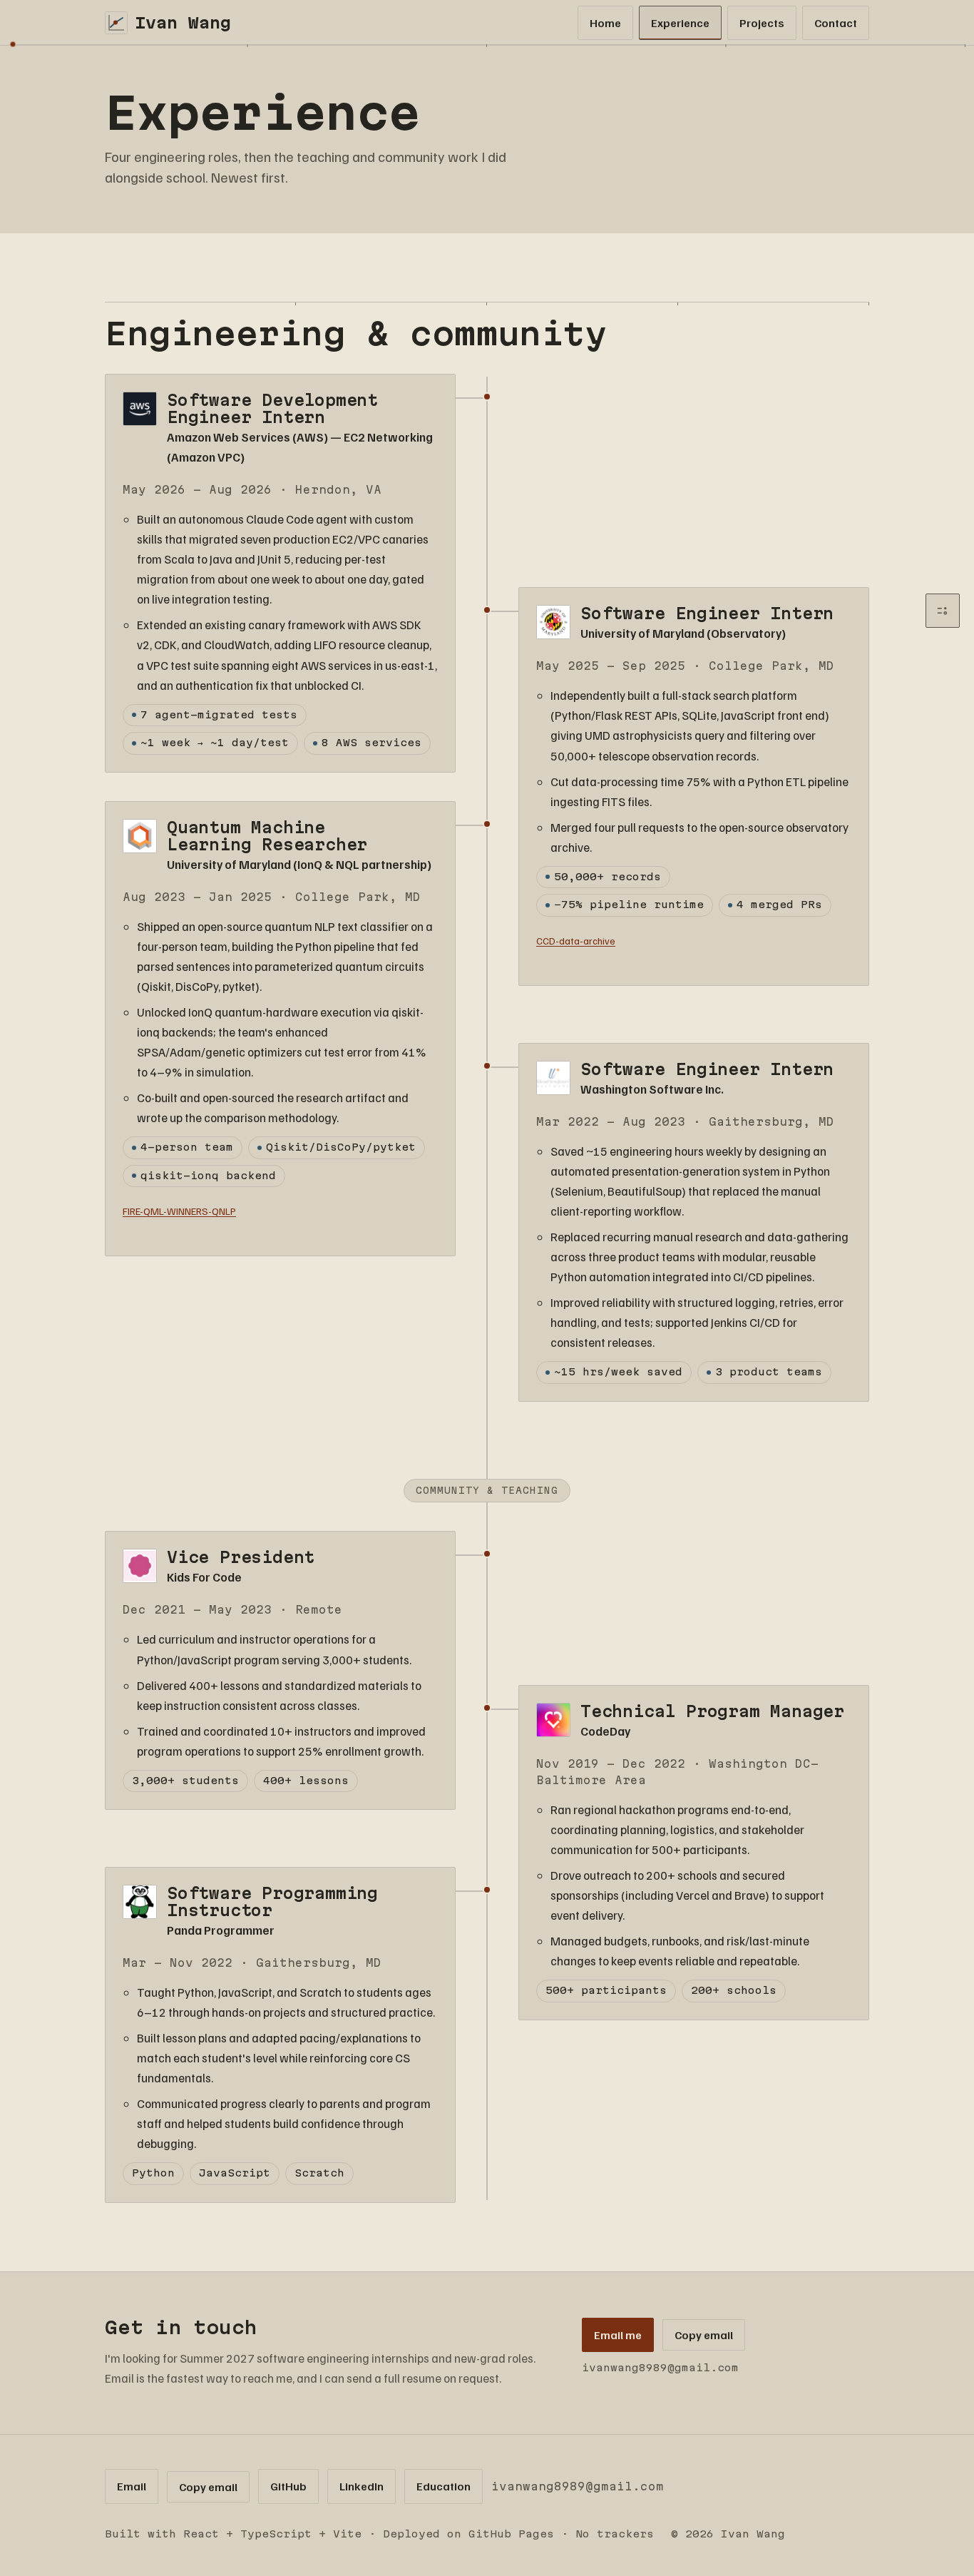 Ivan Wang
Home
Experience
Projects
Contact
Experience
Four engineering roles, then the teaching and community work I did
alongside school. Newest first.
Engineering & community
aws
Software Development
Engineer Intern
Amazon Web Services (AWS) — EC2 Networking
(Amazon VPC)
May 2026 – Aug 2026 · Herndon, VA
Built an autonomous Claude Code agent with custom
skills that migrated seven production EC2/VPC canaries
from Scala to Java and JUnit 5, reducing per-test
migration from about one week to about one day, gated
on live integration testing.
Extended an existing canary framework with AWS SDK
v2, CDK, and CloudWatch, adding LIFO resource cleanup,
a VPC test suite spanning eight AWS services in us-east-1,
and an authentication fix that unblocked CI.
7 agent-migrated tests
~1 week → ~1 day/test
8 AWS services
Software Engineer Intern
University of Maryland (Observatory)
May 2025 – Sep 2025 · College Park, MD
Independently built a full-stack search platform
(Python/Flask REST APIs, SQLite, JavaScript front end)
giving UMD astrophysicists query and filtering over
50,000+ telescope observation records.
Cut data-processing time 75% with a Python ETL pipeline
ingesting FITS files.
Merged four pull requests to the open-source observatory
archive.
50,000+ records
−75% pipeline runtime
4 merged PRs
CCD-data-archive
Quantum Machine
Learning Researcher
University of Maryland (IonQ & NQL partnership)
Aug 2023 – Jan 2025 · College Park, MD
Shipped an open-source quantum NLP text classifier on a
four-person team, building the Python pipeline that fed
parsed sentences into parameterized quantum circuits
(Qiskit, DisCoPy, pytket).
Unlocked IonQ quantum-hardware execution via qiskit-
ionq backends; the team's enhanced
SPSA/Adam/genetic optimizers cut test error from 41%
to 4–9% in simulation.
Co-built and open-sourced the research artifact and
wrote up the comparison methodology.
4-person team
Qiskit/DisCoPy/pytket
qiskit-ionq backend
FIRE-QML-WINNERS-QNLP
Software Engineer Intern
Washington Software Inc.
Mar 2022 – Aug 2023 · Gaithersburg, MD
Saved ~15 engineering hours weekly by designing an
automated presentation-generation system in Python
(Selenium, BeautifulSoup) that replaced the manual
client-reporting workflow.
Replaced recurring manual research and data-gathering
across three product teams with modular, reusable
Python automation integrated into CI/CD pipelines.
Improved reliability with structured logging, retries, error
handling, and tests; supported Jenkins CI/CD for
consistent releases.
~15 hrs/week saved
3 product teams
COMMUNITY & TEACHING
Vice President
Kids For Code
Dec 2021 – May 2023 · Remote
Led curriculum and instructor operations for a
Python/JavaScript program serving 3,000+ students.
Delivered 400+ lessons and standardized materials to
keep instruction consistent across classes.
Trained and coordinated 10+ instructors and improved
program operations to support 25% enrollment growth.
3,000+ students
400+ lessons
Technical Program Manager
CodeDay
Nov 2019 – Dec 2022 · Washington DC–
Baltimore Area
Ran regional hackathon programs end-to-end,
coordinating planning, logistics, and stakeholder
communication for 500+ participants.
Drove outreach to 200+ schools and secured
sponsorships (including Vercel and Brave) to support
event delivery.
Managed budgets, runbooks, and risk/last-minute
changes to keep events reliable and repeatable.
500+ participants
200+ schools
Software Programming
Instructor
Panda Programmer
Mar – Nov 2022 · Gaithersburg, MD
Taught Python, JavaScript, and Scratch to students ages
6–12 through hands-on projects and structured practice.
Built lesson plans and adapted pacing/explanations to
match each student's level while reinforcing core CS
fundamentals.
Communicated progress clearly to parents and program
staff and helped students build confidence through
debugging.
Python
JavaScript
Scratch
Get in touch
I'm looking for Summer 2027 software engineering internships and new-grad roles.
Email is the fastest way to reach me, and I can send a full resume on request.
Email me
Copy email
ivanwang8989@gmail.com
Email
Copy email
GitHub
LinkedIn
Education
ivanwang8989@gmail.com
Built with React + TypeScript + Vite · Deployed on GitHub Pages · No trackers
© 2026 Ivan Wang